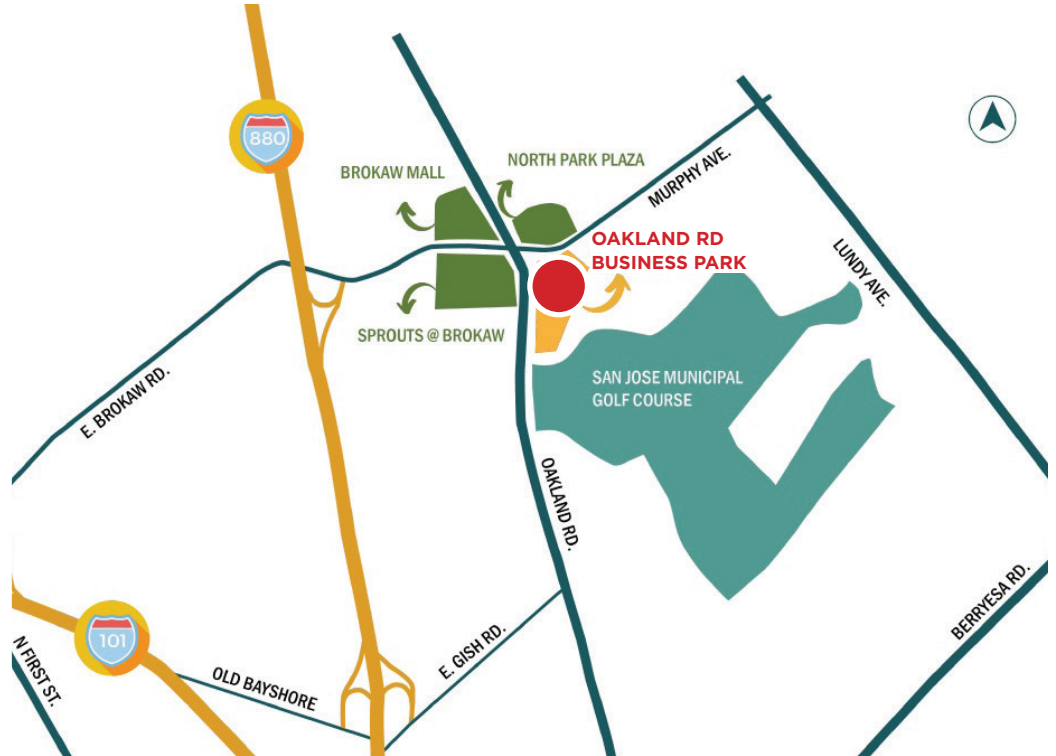 880
NORTH PARK PLAZA
BROKAW MALL
MURPHY AVE.
OAKLAND RD
BUSINESS PARK
LUNDY AVE.
SPROUTS @ BROKAW
SAN JOSE MUNICIPAL
GOLF COURSE
E. BROKAW RD.
OAKLAND RD.
BERRYESA RD.
101
N FIRST ST.
E. GISH RD.
OLD BAYSHORE